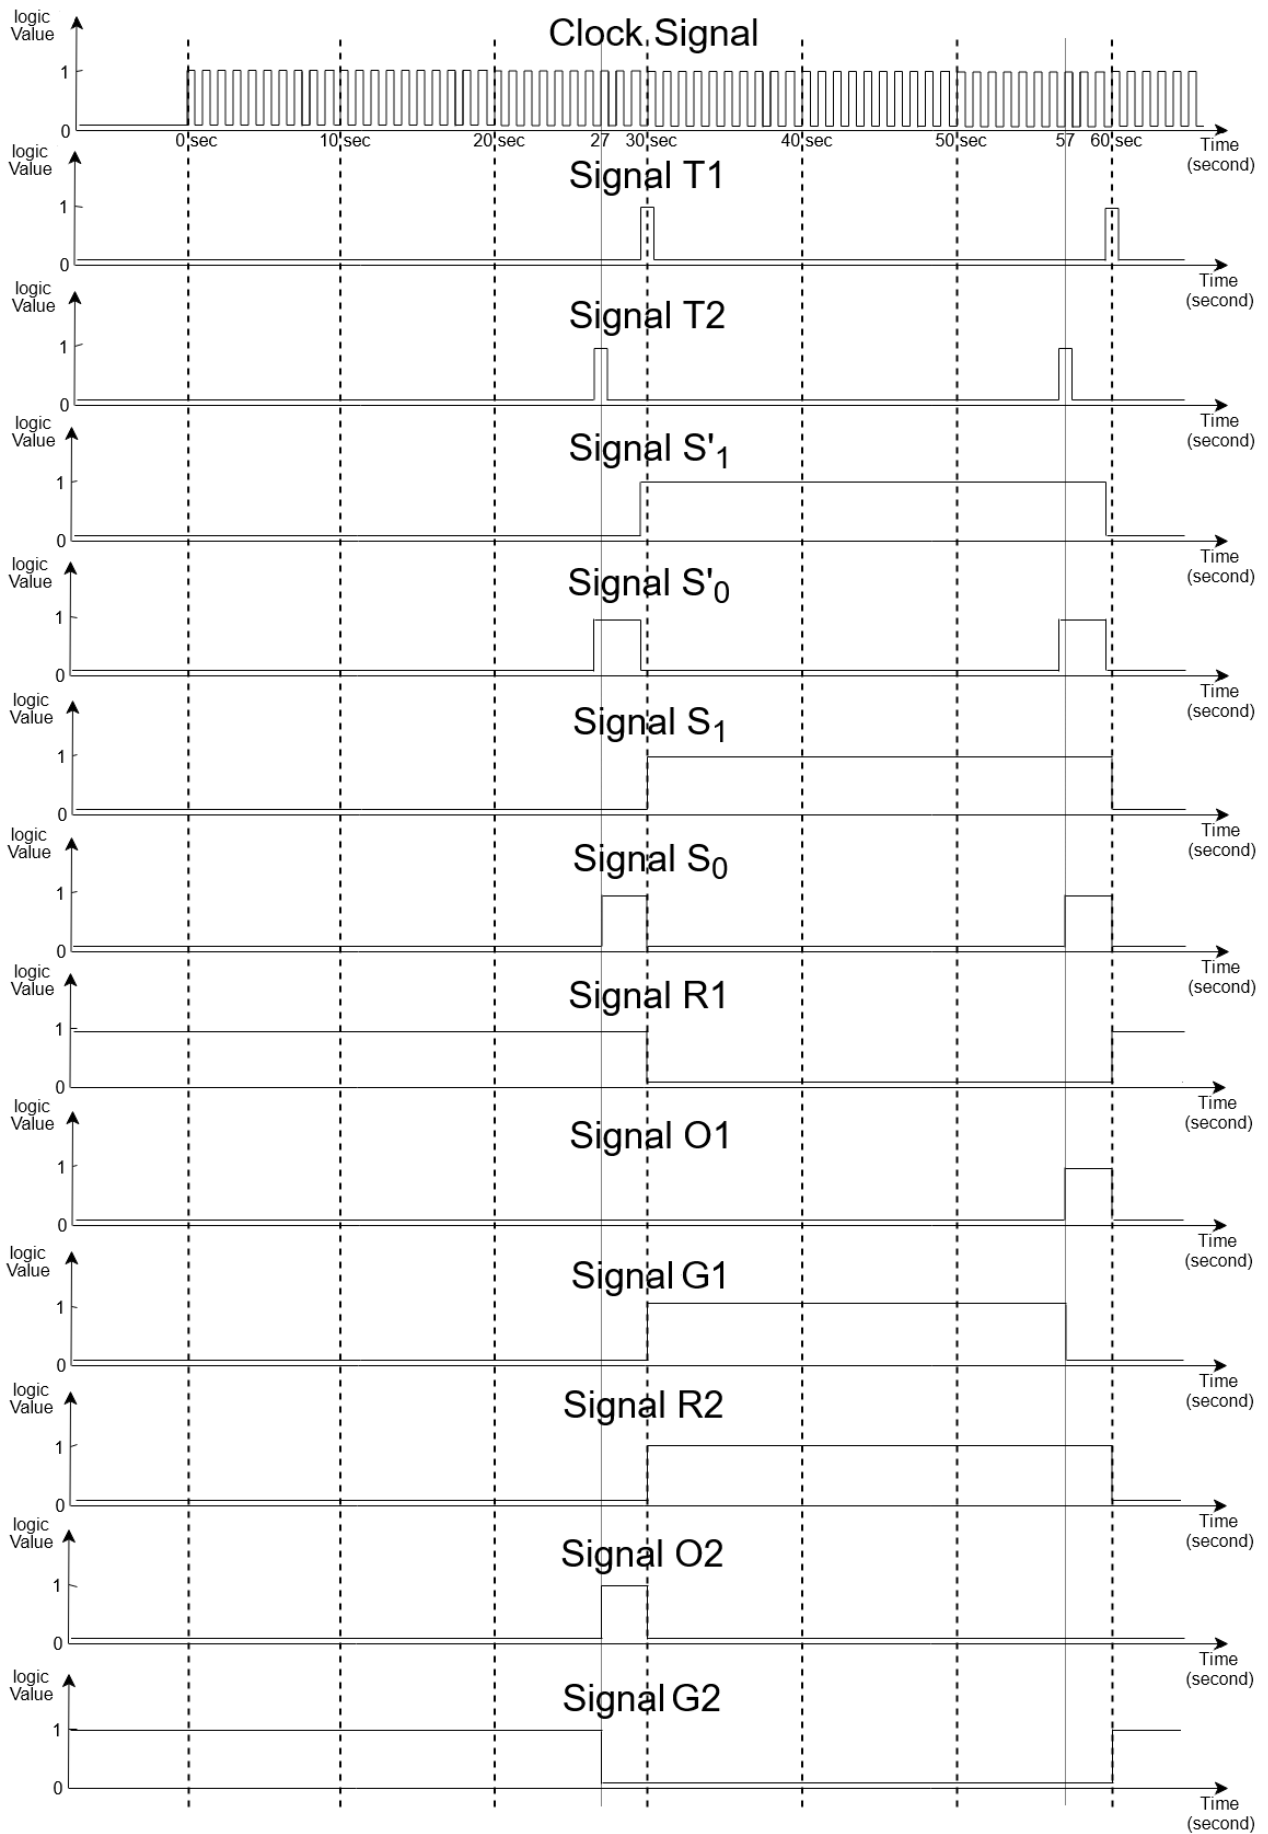 logic
Value
Clock Signal
1
0
0 sec
10 sec
20 sec
27
30 sec
40 sec
50 sec
57
60 sec
Time
(second)
logic
Value
Signal T1
1
0
Time
(second)
logic
Value
Signal T2
1
0
Time
(second)
logic
Value
Signal S'1
1
0
Time
(second)
logic
Value
Signal S'0
1
0
Time
(second)
logic
Value
Signal S1
1
0
Time
(second)
logic
Value
Signal S0
1
0
Time
(second)
logic
Value
Signal R1
1
0
Time
(second)
logic
Value
Signal O1
1
0
Time
(second)
logic
Value
Signal G1
1
0
Time
(second)
logic
Value
Signal R2
1
0
Time
(second)
logic
Value
Signal O2
1
0
Time
(second)
logic
Value
Signal G2
1
0
Time
(second)